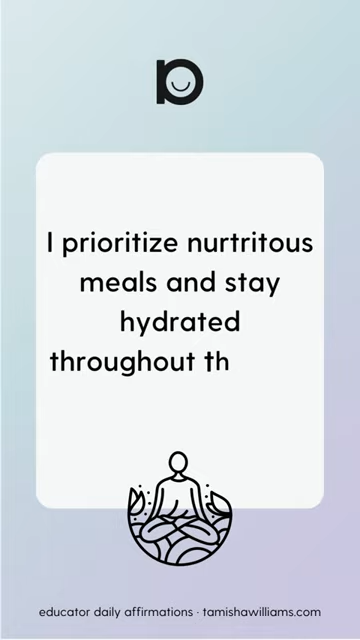 I prioritize nurtritous
meals and stay
hydrated
throughout th
educator daily affirmations · tamishawilliams.com